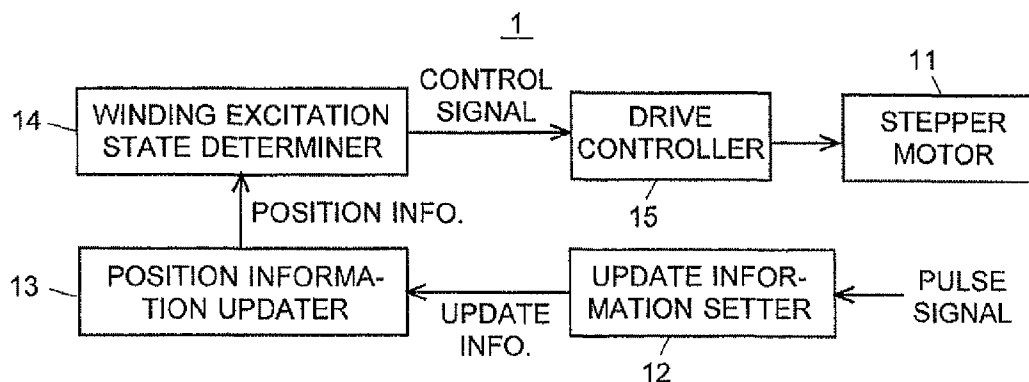 1
14
WINDING EXCITATION
STATE DETERMINER
CONTROL
SIGNAL
DRIVE
CONTROLLER
15
11
STEPPER
MOTOR
POSITION INFO.
13
POSITION INFORMA-
TION UPDATER
UPDATE
INFO.
UPDATE INFOR-
MATION SETTER
12
PULSE
SIGNAL